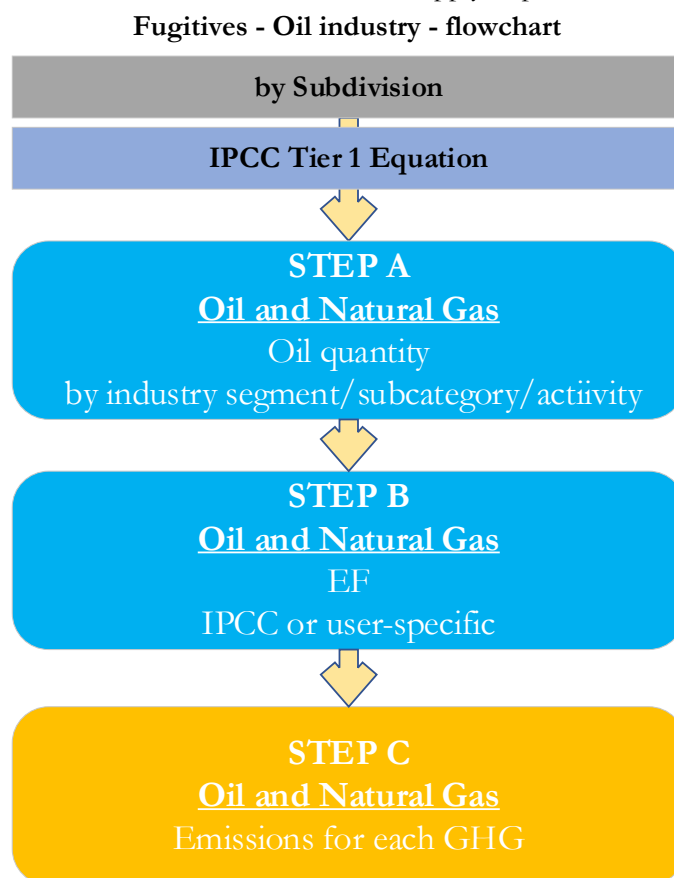 Fugitives - Oil industry - flowchart
by Subdivision
IPCC Tier 1 Equation
STEP A
Oil and Natural Gas
Oil quantity
by industry segment/subcategory/actiivity
STEP B
Oil and Natural Gas
EF
IPCC or user-specific
STEP C
Oil and Natural Gas
Emissions for each GHG